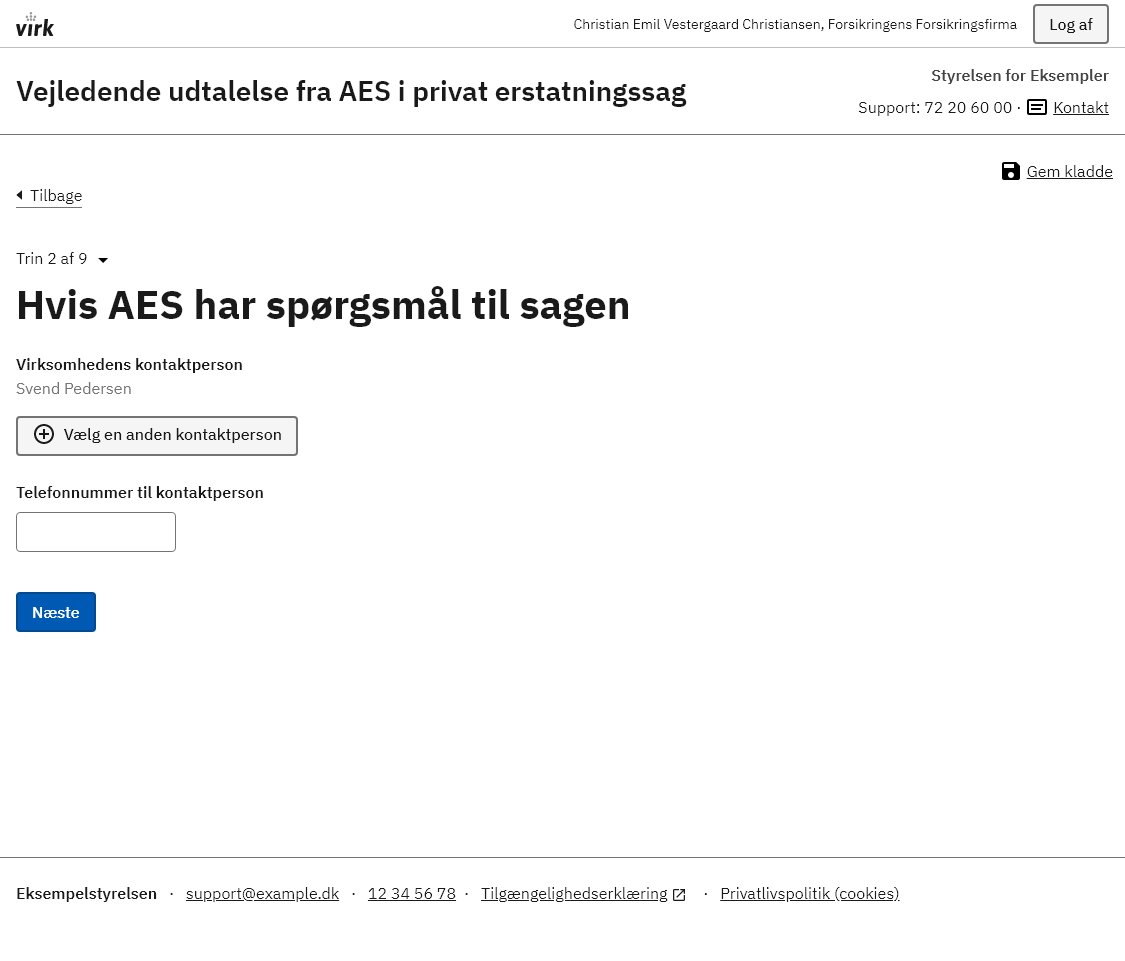 virk
Christian Emil Vestergaard Christiansen, Forsikringens Forsikringsfirma
Log af
Vejledende udtalelse fra AES i privat erstatningssag
Styrelsen for Eksempler
Support: 72 20 60 00 · Kontakt
Gem kladde
Tilbage
Trin 2 af 9
Hvis AES har spørgsmål til sagen
Virksomhedens kontaktperson
Svend Pedersen
Vælg en anden kontaktperson
Telefonnummer til kontaktperson
Næste
Eksempelstyrelsen · support@example.dk · 12 34 56 78 · Tilgængelighedserklæring · Privatlivspolitik (cookies)